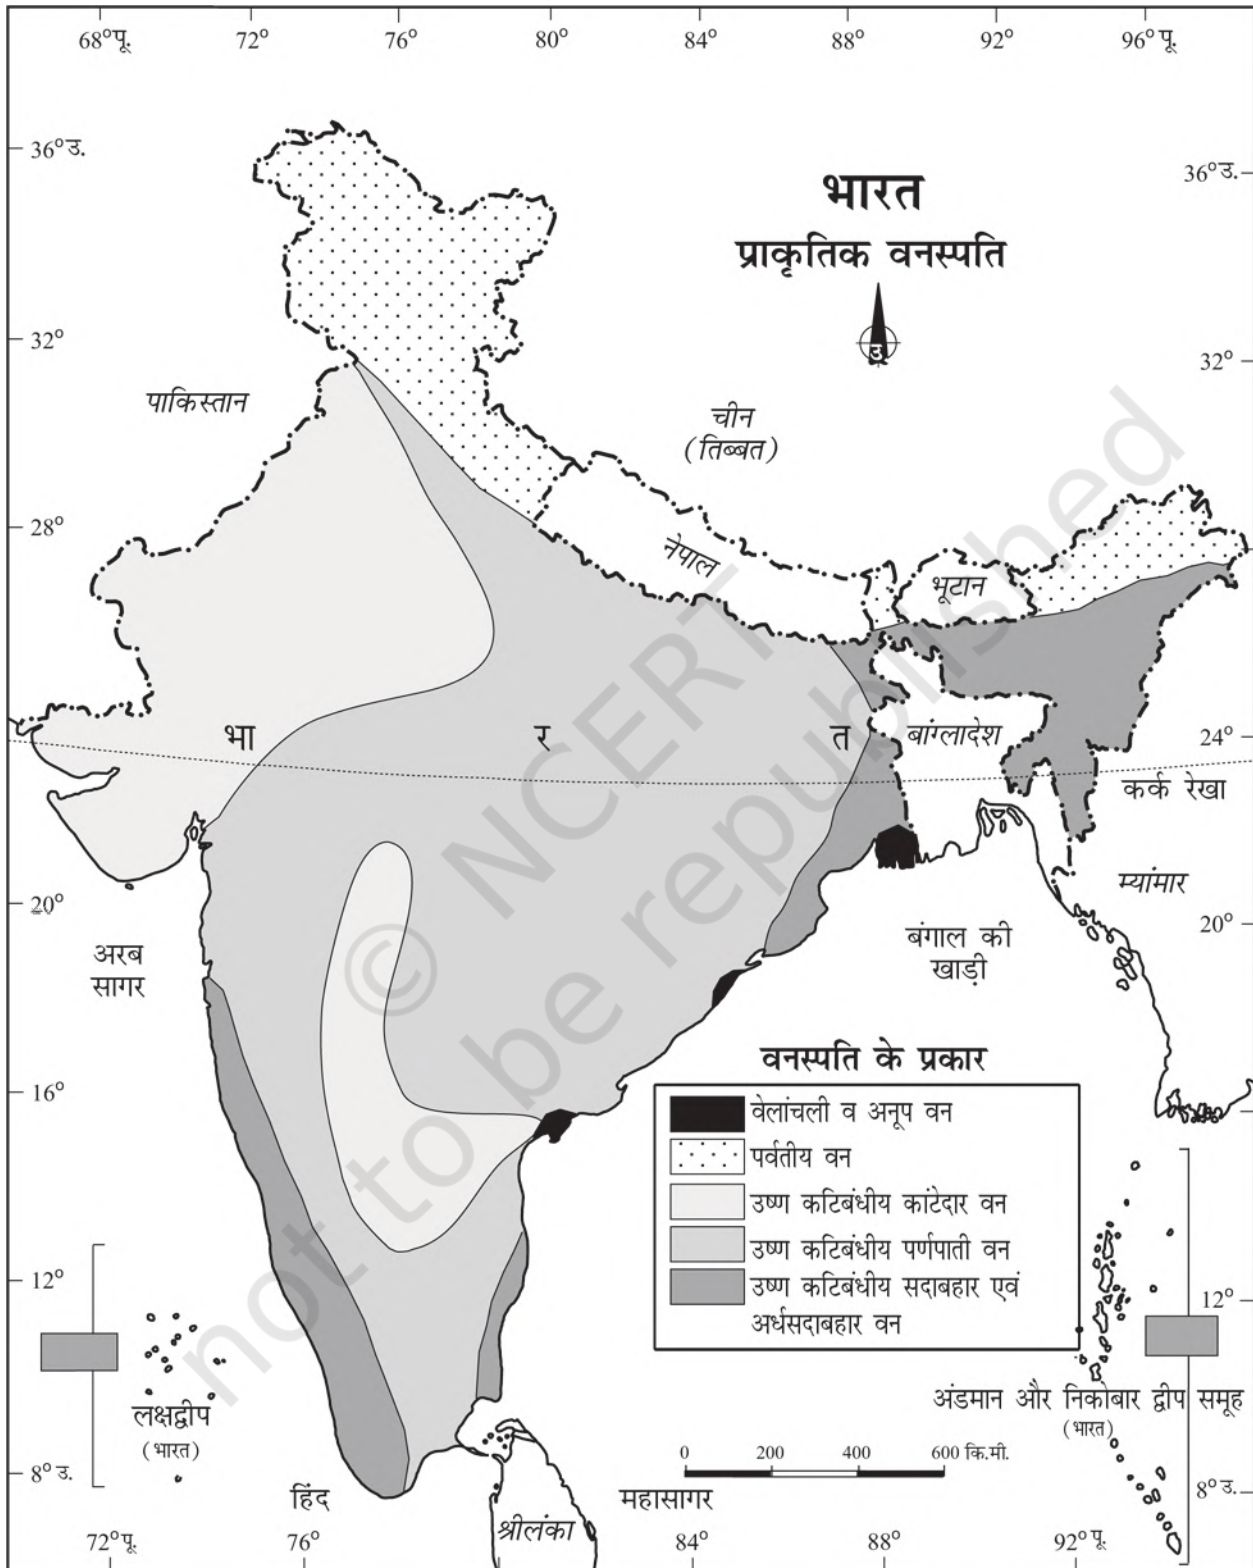 68°पू. 72° 76° 80° 84° 88° 92° 96°पू.
36°उ.
36°उ.
भारत
प्राकृतिक वनस्पति
उ
32°
32°
पाकिस्तान
चीन
(तिब्बत)
28°
28°
नेपाल
भूटान
भा र त
बांग्लादेश
24°
कर्क रेखा
म्यांमार
20°
20°
अरब
सागर
बंगाल की
खाड़ी
© NCERT
not to be republished
वनस्पति के प्रकार
वेलांचली व अनूप वन
पर्वतीय वन
उष्ण कटिबंधीय कांटेदार वन
उष्ण कटिबंधीय पर्णपाती वन
उष्ण कटिबंधीय सदाबहार एवं
अर्धसदाबहार वन
16°
12°
12°
लक्षद्वीप
(भारत)
अंडमान और निकोबार द्वीप समूह
(भारत)
0 200 400 600 कि.मी.
8°उ.
8°उ.
हिंद महासागर
श्रीलंका
72°पू. 76° 84° 88° 92°पू.